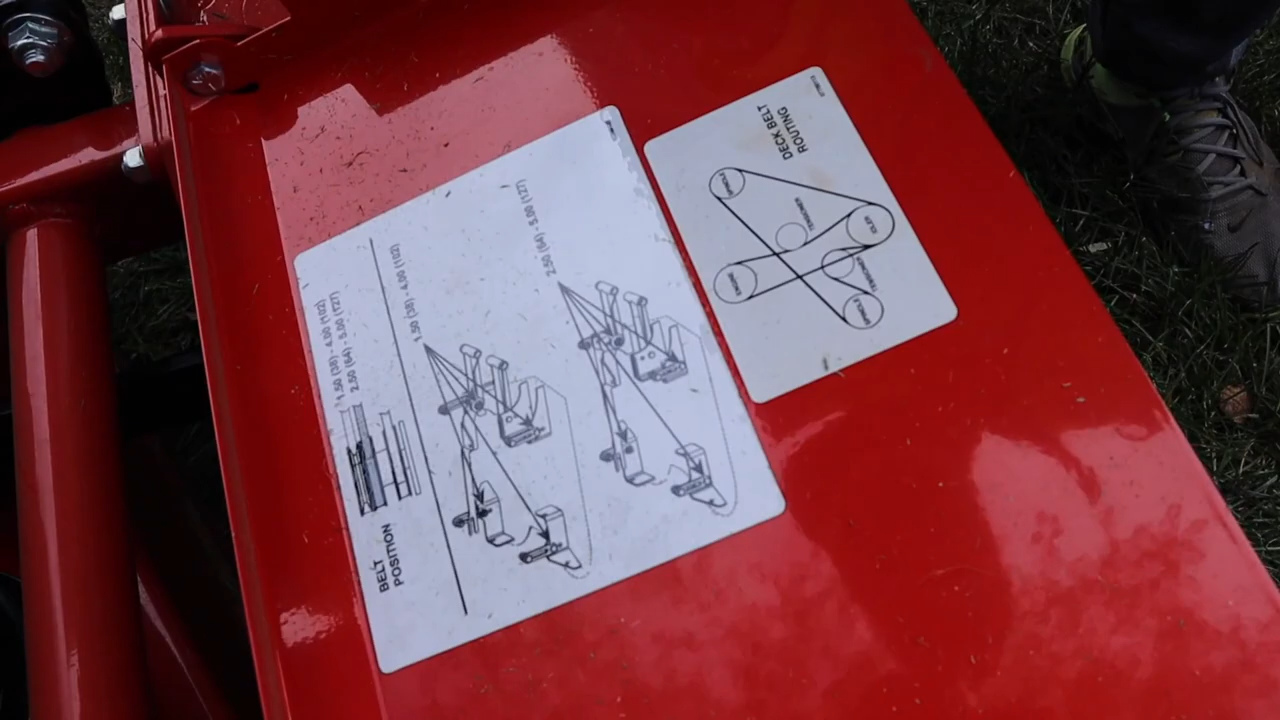 BELT
POSITION
1.50 (38) - 4.00 (102)
2.50 (64) - 5.00 (127)
1.50 (38) - 4.00 (102)
2.50 (64) - 5.00 (127)
DECK BELT
ROUTING
SPINDLE
TENSIONER
IDLER
ENGINE
TENSIONER
SPINDLE